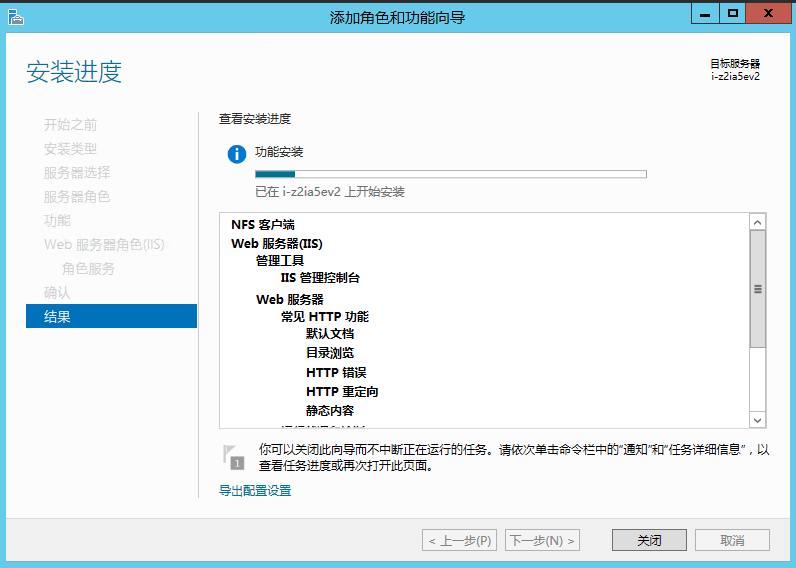 添加角色和功能向导
安装进度
目标服务器
i-z2ia5ev2
开始之前
安装类型
服务器选择
服务器角色
功能
Web 服务器角色(IIS)
角色服务
确认
结果
查看安装进度
功能安装
已在 i-z2ia5ev2 上开始安装
NFS 客户端
Web 服务器(IIS)
管理工具
IIS 管理控制台
Web 服务器
常见 HTTP 功能
默认文档
目录浏览
HTTP 错误
HTTP 重定向
静态内容
1
你可以关闭此向导而不中断正在运行的任务。请依次单击命令栏中的"通知"和"任务详细信息"，以
查看任务进度或再次打开此页面。
导出配置设置
< 上一步(P) 下一步(N) > 关闭 取消